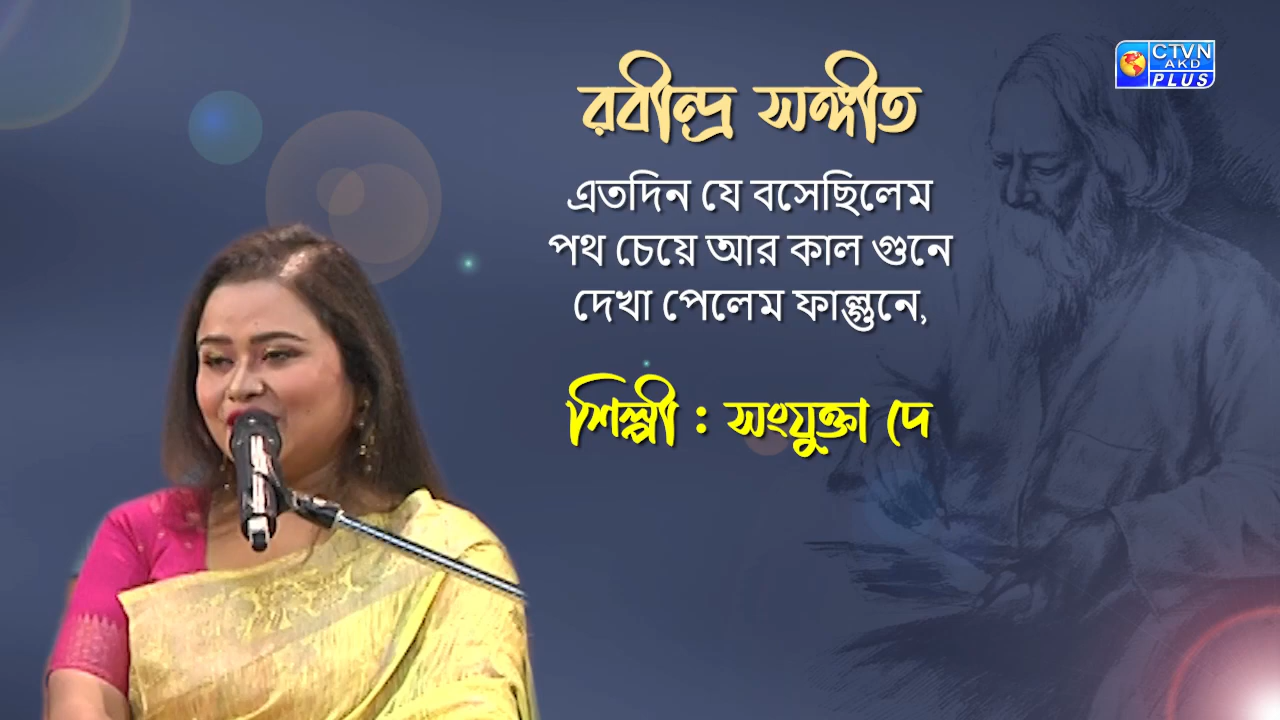 CTVN
AKD
PLUS
রবীন্দ্র সঙ্গীত
এতদিন যে বসেছিলেম
পথ চেয়ে আর কাল গুনে
দেখা পেলেম ফাল্গুনে,
শিল্পী : সংযুক্তা দে